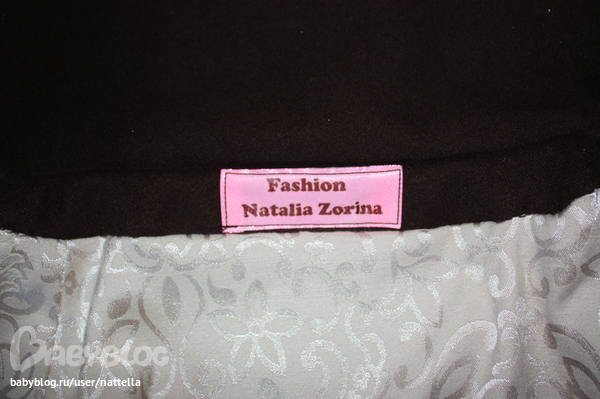 Fashion
Natalia Zorina
BABYBLOG
babyblog.ru/user/nattella